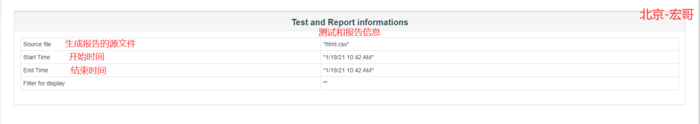 北京-宏哥
Test and Report informations
测试和报告信息
Source file 生成报告的源文件 "html.csv"
Start Time 开始时间 "1/19/21 10:42 AM"
End Time 结束时间 "1/19/21 10:42 AM"
Filter for display ""